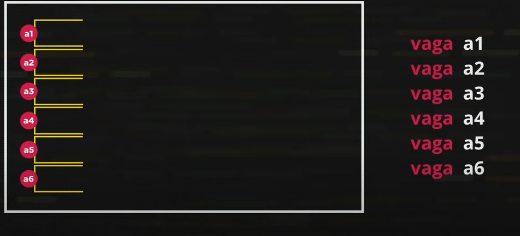 a1
a2
a3
a4
a5
a6
vaga a1
vaga a2
vaga a3
vaga a4
vaga a5
vaga a6